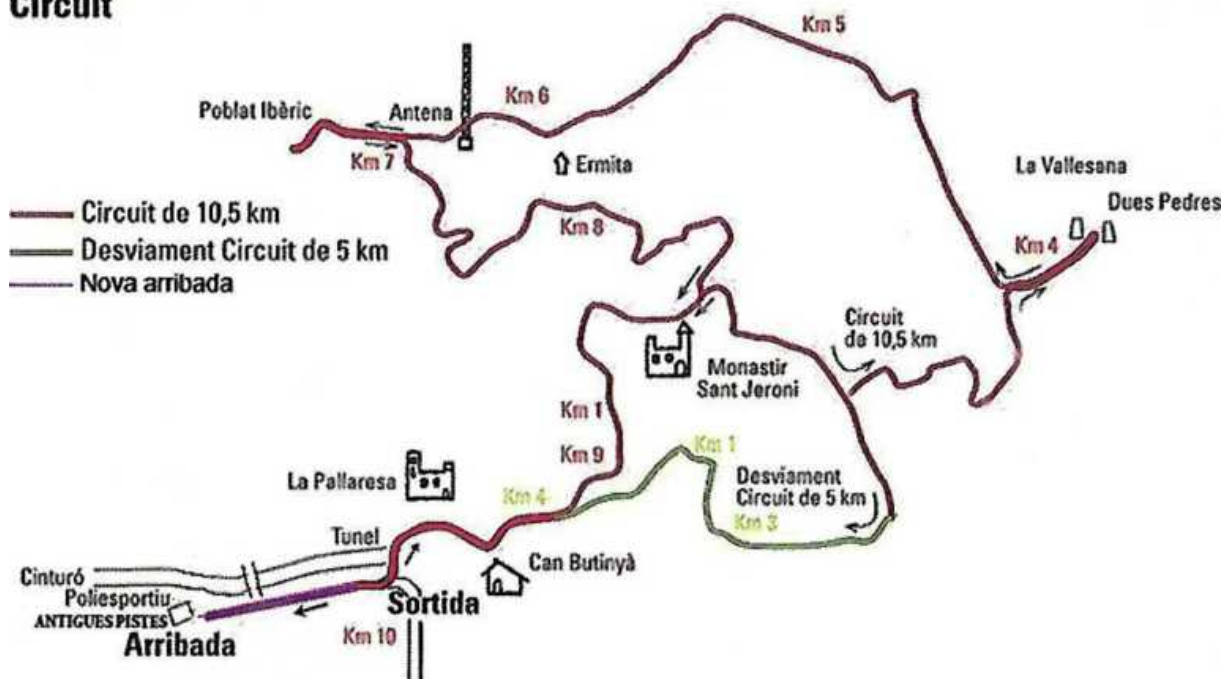 Circuit
Km 5
Km 6
Antena
Poblat Ibèric
Km 7
Ermita
La Vallesana
Dues Pedres
Circuit de 10,5 km
Desviament Circuit de 5 km
Nova arribada
Km 8
Km 4
Circuit
de 10,5 km
Monastir
Sant Jeroni
Km 1
Km 9
Km 1
La Pallaresa
Km 4
Desviament
Circuit de 5 km
Km 3
Tunel
Can Butinyà
Cinturó
Poliesportiu
ANTIGUES PISTES
Sortida
Arribada
Km 10